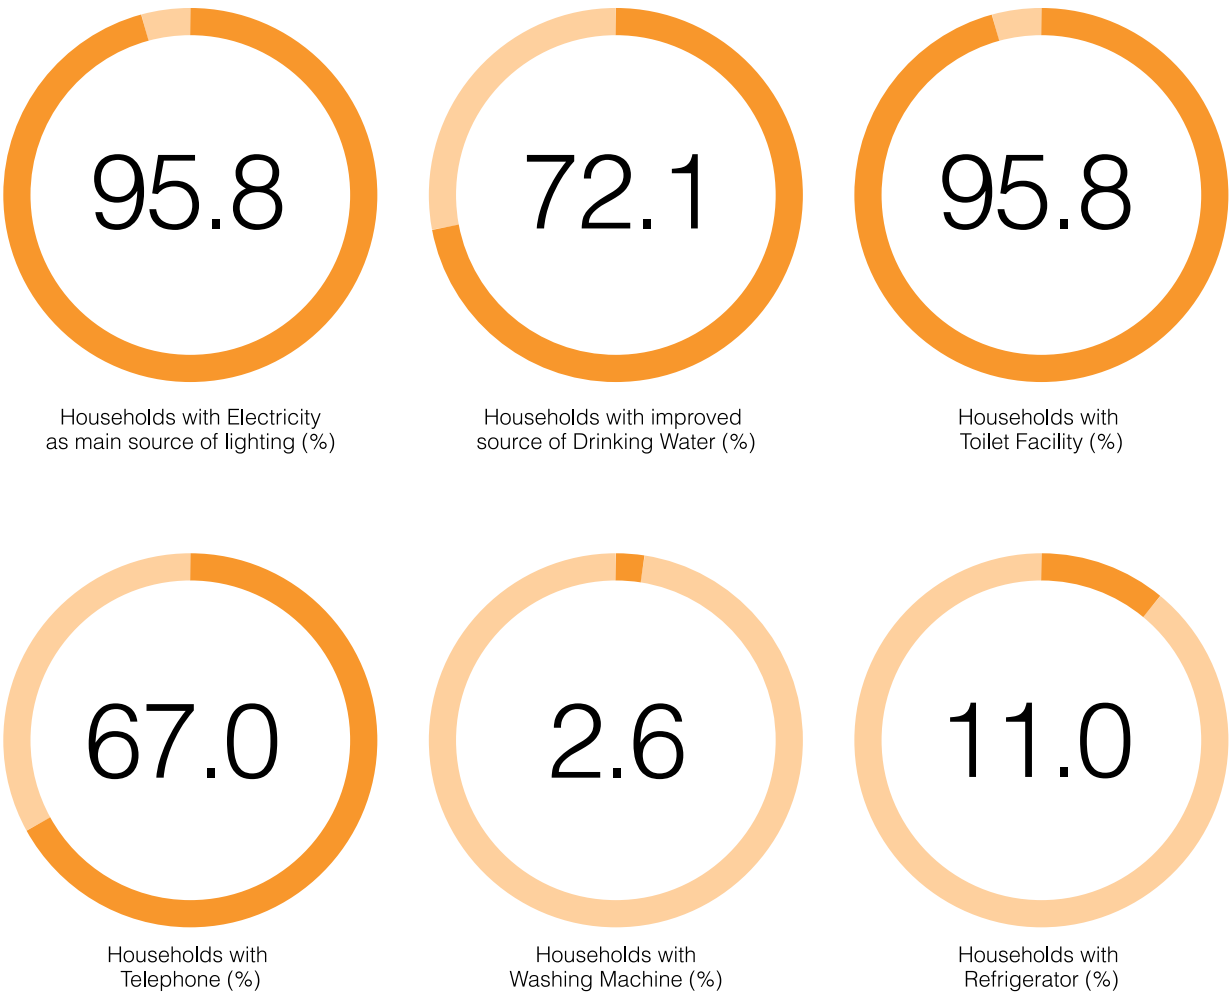 95.8
Households with Electricity
as main source of lighting (%)
72.1
Households with improved
source of Drinking Water (%)
95.8
Households with
Toilet Facility (%)
67.0
Households with
Telephone (%)
2.6
Households with
Washing Machine (%)
11.0
Households with
Refrigerator (%)